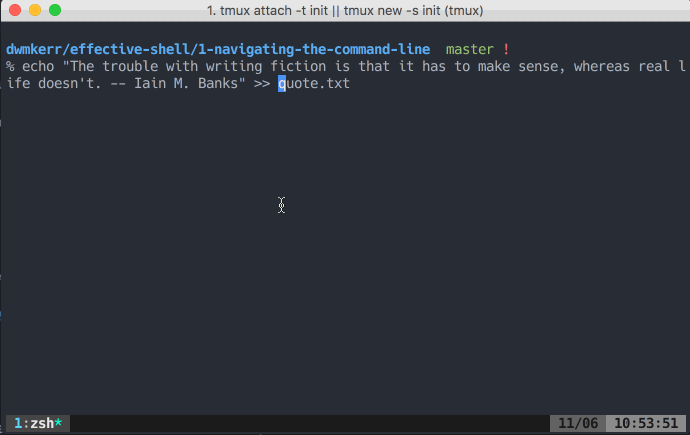 1. tmux attach -t init || tmux new -s init (tmux)
dwmkerr/effective-shell/1-navigating-the-command-line  master !
% echo "The trouble with writing fiction is that it has to make sense, whereas real l
ife doesn't. -- Iain M. Banks" >> quote.txt
1:zsh* 11/06 10:53:51